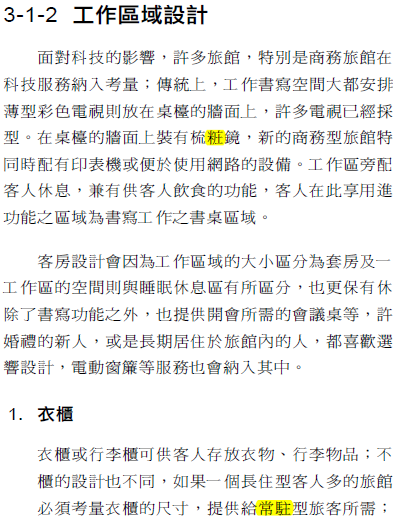 3-1-2 工作區域設計
面對科技的影響，許多旅館，特別是商務旅館在
科技服務納入考量；傳統上，工作書寫空間大都安排
薄型彩色電視則放在桌檯的牆面上，許多電視已經採
型。在桌檯的牆面上裝有梳粧鏡，新的商務型旅館特
同時配有印表機或便於使用網路的設備。工作區旁配
客人休息，兼有供客人飲食的功能，客人在此享用進
功能之區域為書寫工作之書桌區域。
客房設計會因為工作區域的大小區分為套房及一
工作區的空間則與睡眠休息區有所區分，也更保有休
除了書寫功能之外，也提供開會所需的會議桌等，許
婚禮的新人，或是長期居住於旅館內的人，都喜歡選
響設計，電動窗簾等服務也會納入其中。
1. 衣櫃
衣櫃或行李櫃可供客人存放衣物、行李物品；不
櫃的設計也不同，如果一個長住型客人多的旅館
必須考量衣櫃的尺寸，提供給常駐型旅客所需；